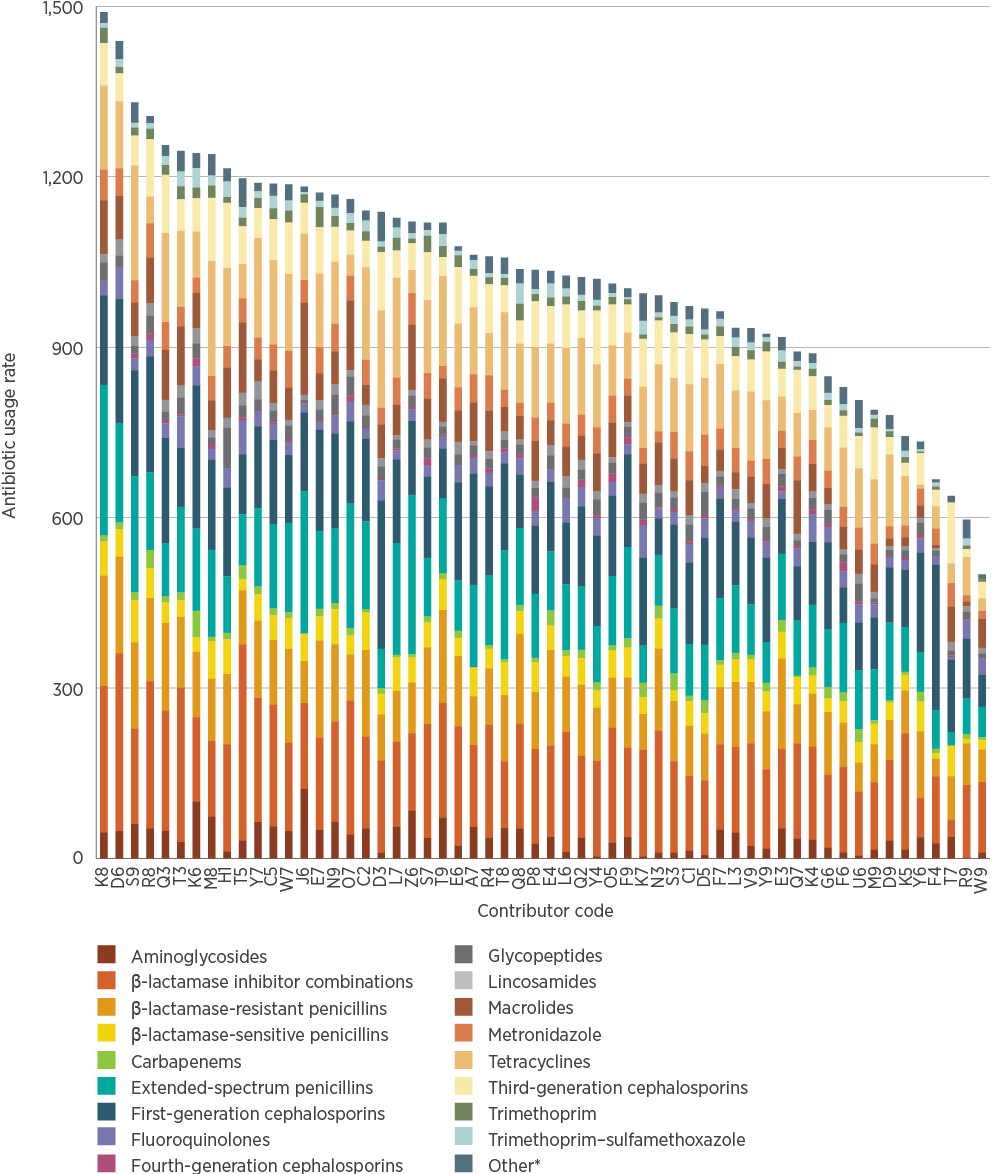 Antibiotic usage rate
1,500
1,200
900
600
300
0
K8 D6 S9 R8 Q3 T3 K6 M8 H1 T5 Y7 C5 W7 J6 E7 N9 O7 C2 D3 L7 Z6 S7 T9 E6 A7 R4 T8 Q8 P8 E4 L6 Q2 Y4 O5 F9 K7 N3 S3 C1 D5 F7 L3 V9 Y9 E3 Q7 K4 G6 F6 U6 M9 D9 K5 Y6 F4 T7 R9 W9
Contributor code
Aminoglycosides
β-lactamase inhibitor combinations
β-lactamase-resistant penicillins
β-lactamase-sensitive penicillins
Carbapenems
Extended-spectrum penicillins
First-generation cephalosporins
Fluoroquinolones
Fourth-generation cephalosporins
Glycopeptides
Lincosamides
Macrolides
Metronidazole
Tetracyclines
Third-generation cephalosporins
Trimethoprim
Trimethoprim–sulfamethoxazole
Other*